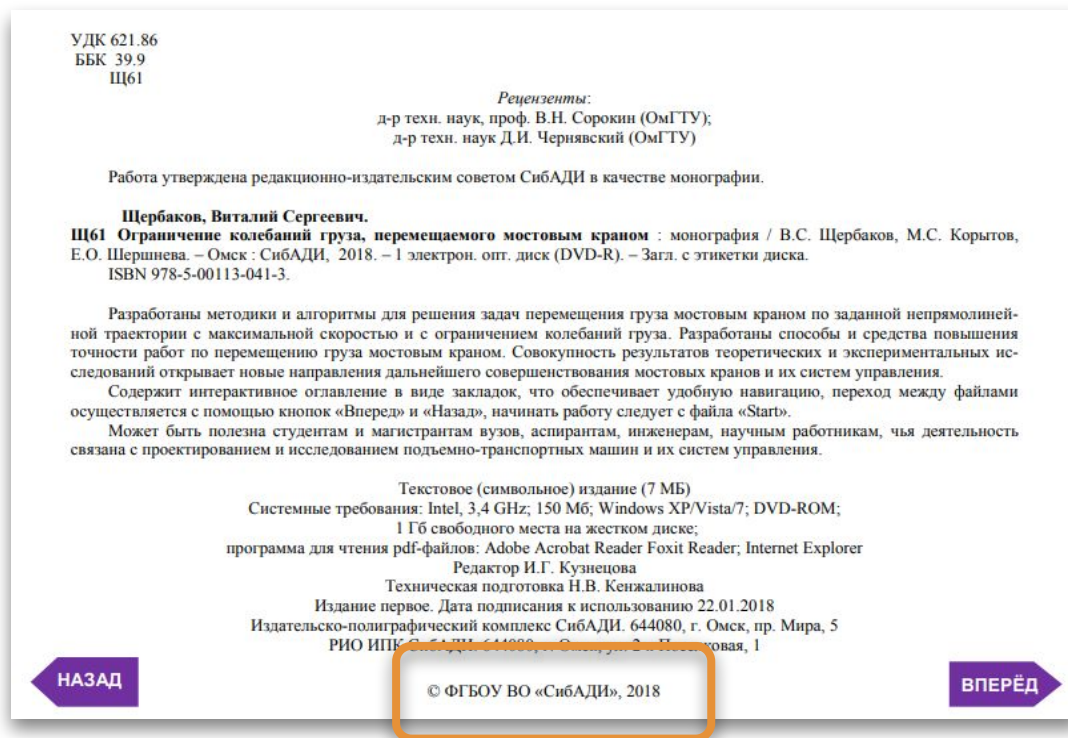 УДК 621.86
ББК 39.9
Щ61
Рецензенты:
д-р техн. наук, проф. В.Н. Сорокин (ОмГТУ);
д-р техн. наук Д.И. Чернявский (ОмГТУ)
Работа утверждена редакционно-издательским советом СибАДИ в качестве монографии.
Щербаков, Виталий Сергеевич.
Щ61 Ограничение колебаний груза, перемещаемого мостовым краном : монография / В.С. Щербаков, М.С. Корытов,
Е.О. Шершнева. – Омск : СибАДИ, 2018. – 1 электрон. опт. диск (DVD-R). – Загл. с этикетки диска.
ISBN 978-5-00113-041-3.
Разработаны методики и алгоритмы для решения задач перемещения груза мостовым краном по заданной непрямолиней-
ной траектории с максимальной скоростью и с ограничением колебаний груза. Разработаны способы и средства повышения
точности работ по перемещению груза мостовым краном. Совокупность результатов теоретических и экспериментальных ис-
следований открывает новые направления дальнейшего совершенствования мостовых кранов и их систем управления.
Содержит интерактивное оглавление в виде закладок, что обеспечивает удобную навигацию, переход между файлами
осуществляется с помощью кнопок «Вперед» и «Назад», начинать работу следует с файла «Start».
Может быть полезна студентам и магистрантам вузов, аспирантам, инженерам, научным работникам, чья деятельность
связана с проектированием и исследованием подъемно-транспортных машин и их систем управления.
Текстовое (символьное) издание (7 МБ)
Системные требования: Intel, 3,4 GHz; 150 Мб; Windows XP/Vista/7; DVD-ROM;
1 Гб свободного места на жестком диске;
программа для чтения pdf-файлов: Adobe Acrobat Reader Foxit Reader; Internet Explorer
Редактор И.Г. Кузнецова
Техническая подготовка Н.В. Кенжалинова
Издание первое. Дата подписания к использованию 22.01.2018
Издательско-полиграфический комплекс СибАДИ. 644080, г. Омск, пр. Мира, 5
РИО ИПК 1
НАЗАД
© ФГБОУ ВО «СибАДИ», 2018
ВПЕРЁД